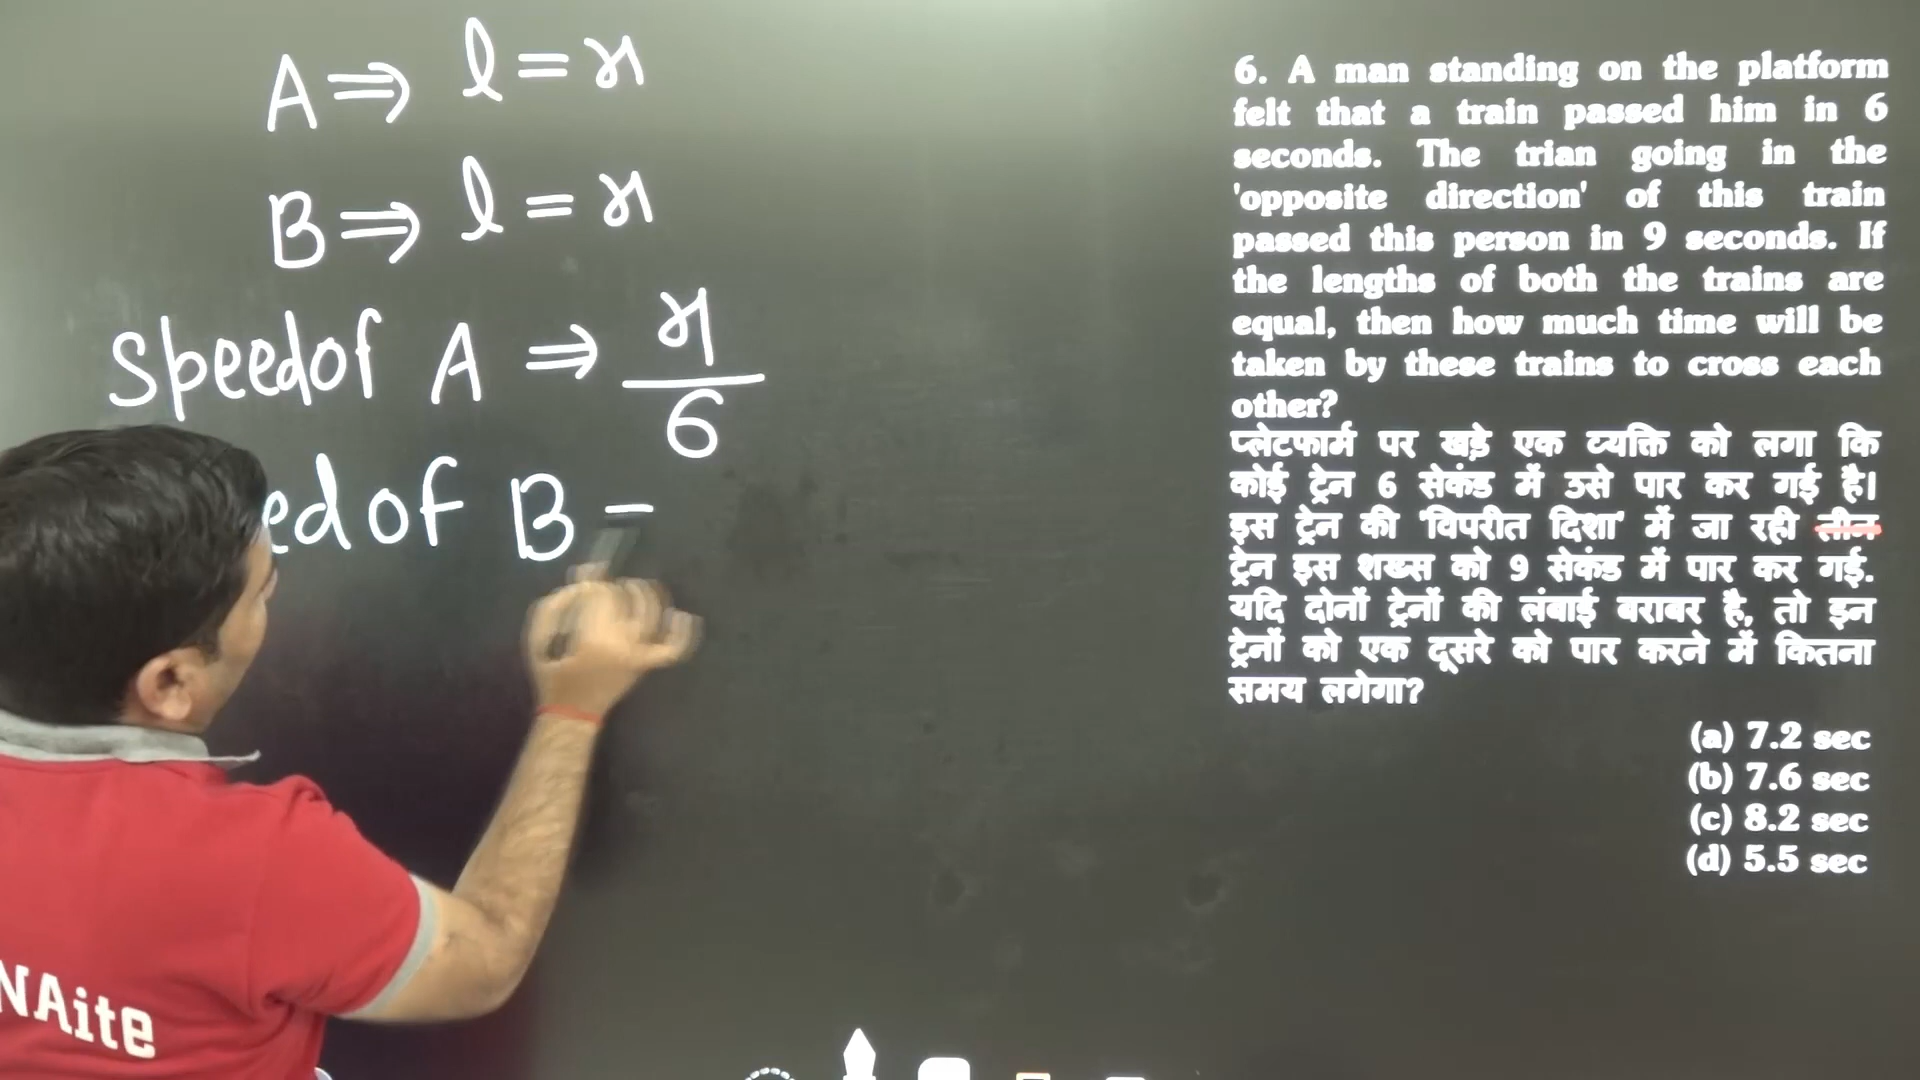 A ⇒ l = x
B ⇒ l = x
Speed of A ⇒ x/6
ed of B =
NAite
6. A man standing on the platform
felt that a train passed him in 6
seconds. The trian going in the
'opposite direction' of this train
passed this person in 9 seconds. If
the lengths of both the trains are
equal, then how much time will be
taken by these trains to cross each
other?
प्लेटफार्म पर खड़े एक व्यक्ति को लगा कि
कोई ट्रेन 6 सेकंड में उसे पार कर गई है।
इस ट्रेन की 'विपरीत दिशा' में जा रही तीन
ट्रेन इस शख्स को 9 सेकंड में पार कर गई.
यदि दोनों ट्रेनों की लंबाई बराबर है, तो इन
ट्रेनों को एक दूसरे को पार करने में कितना
समय लगेगा?
(a) 7.2 sec
(b) 7.6 sec
(c) 8.2 sec
(d) 5.5 sec